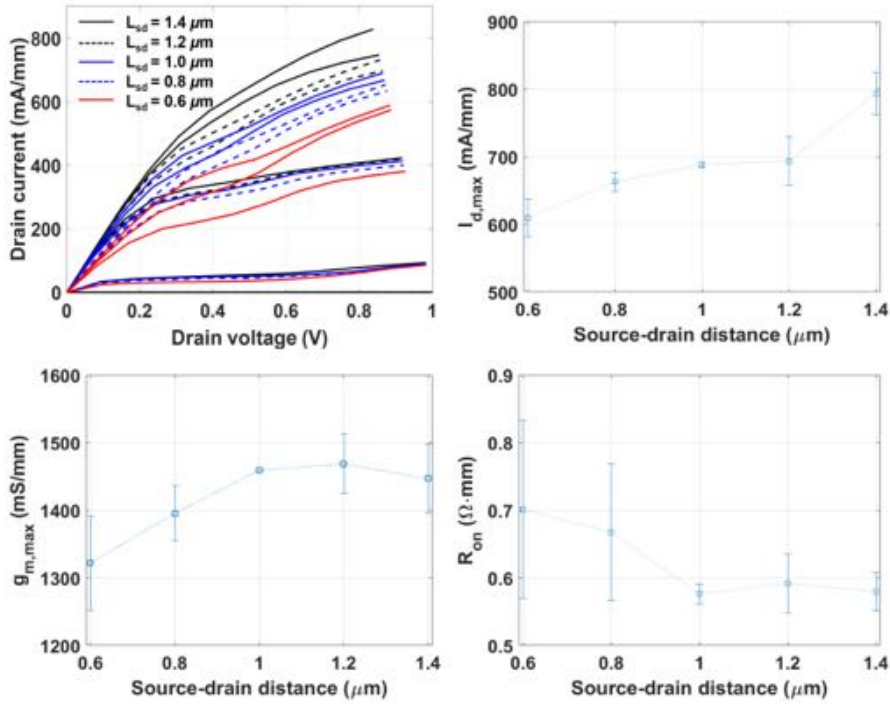 L_sd = 1.4 μm
L_sd = 1.2 μm
L_sd = 1.0 μm
L_sd = 0.8 μm
L_sd = 0.6 μm
Drain current (mA/mm)
800
600
400
200
0
0 0.2 0.4 0.6 0.8 1
Drain voltage (V)
I_d,max (mA/mm)
900
800
700
600
500
0.6 0.8 1 1.2 1.4
Source-drain distance (μm)
g_m,max (mS/mm)
1600
1500
1400
1300
1200
0.6 0.8 1 1.2 1.4
Source-drain distance (μm)
R_on (Ω·mm)
0.9
0.8
0.7
0.6
0.5
0.6 0.8 1 1.2 1.4
Source-drain distance (μm)